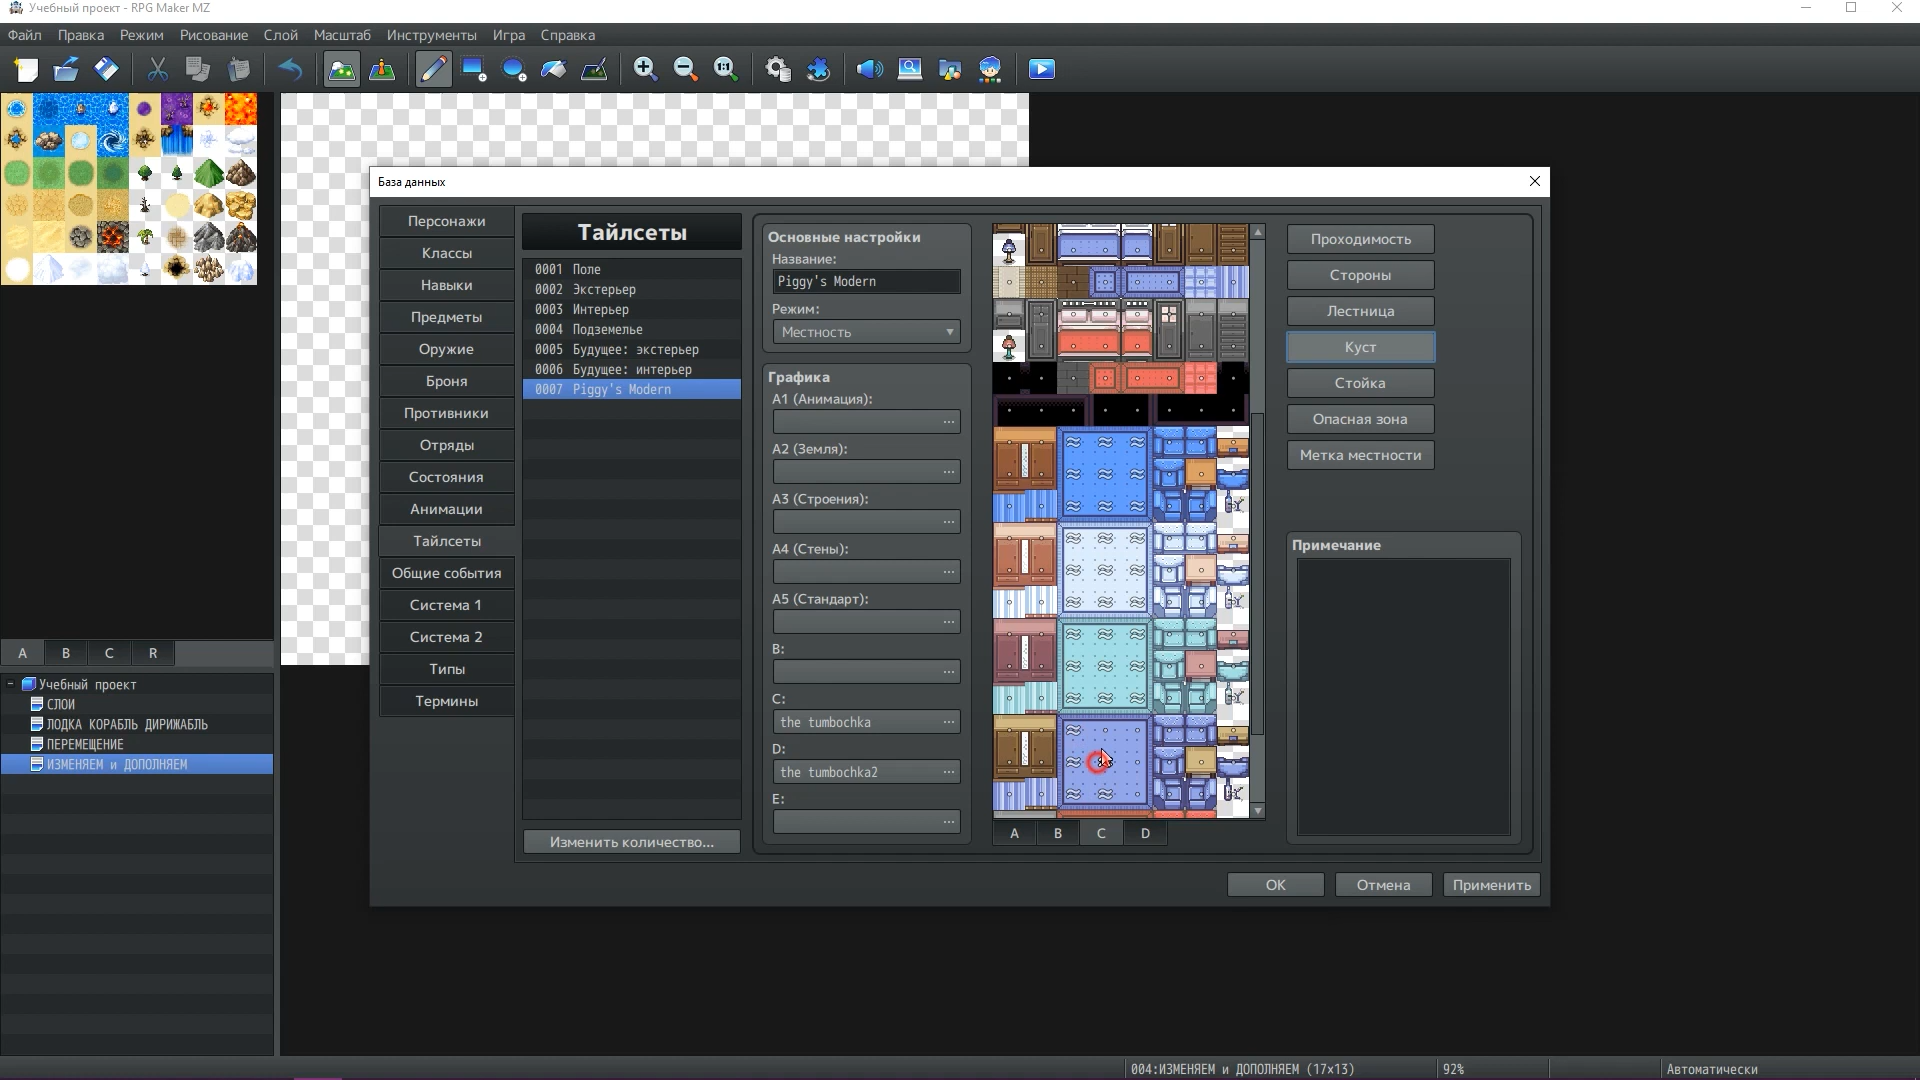 Учебный проект - RPG Maker MZ
Файл Правка Режим Рисование Слой Масштаб Инструменты Игра Справка
1:1
База данных
Персонажи
Классы
Навыки
Предметы
Оружие
Броня
Противники
Отряды
Состояния
Анимации
Тайлсеты
Общие события
Система 1
Система 2
Типы
Термины
Тайлсеты
0001 Поле
0002 Экстерьер
0003 Интерьер
0004 Подземелье
0005 Будущее: экстерьер
0006 Будущее: интерьер
0007 Piggy's Modern
Изменить количество...
Основные настройки
Название:
Piggy's Modern
Режим:
Местность
Графика
A1 (Анимация):
...
A2 (Земля):
...
A3 (Строения):
...
A4 (Стены):
...
A5 (Стандарт):
...
B:
...
C:
the tumbochka ...
D:
the tumbochka2 ...
E:
...
A B C D
Проходимость
Стороны
Лестница
Куст
Стойка
Опасная зона
Метка местности
Примечание
OK Отмена Применить
A B C R
Учебный проект
СЛОИ
ЛОДКА КОРАБЛЬ ДИРИЖАБЛЬ
ПЕРЕМЕЩЕНИЕ
ИЗМЕНЯЕМ и ДОПОЛНЯЕМ
004:ИЗМЕНЯЕМ и ДОПОЛНЯЕМ (17x13) 92% Автоматически